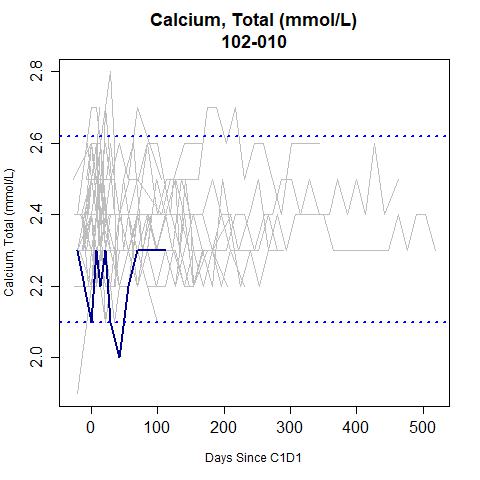 Calcium, Total (mmol/L)
102-010
Calcium, Total (mmol/L)
2.8
2.6
2.4
2.2
2.0
0 100 200 300 400 500
Days Since C1D1